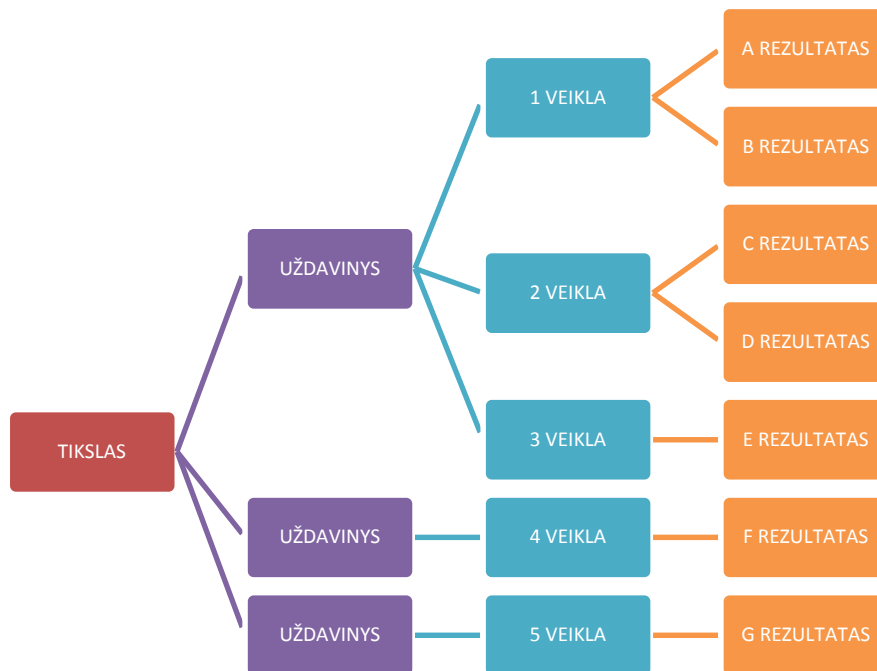 TIKSLAS
UŽDAVINYS
1 VEIKLA
A REZULTATAS
B REZULTATAS
2 VEIKLA
C REZULTATAS
D REZULTATAS
3 VEIKLA
E REZULTATAS
UŽDAVINYS
4 VEIKLA
F REZULTATAS
UŽDAVINYS
5 VEIKLA
G REZULTATAS